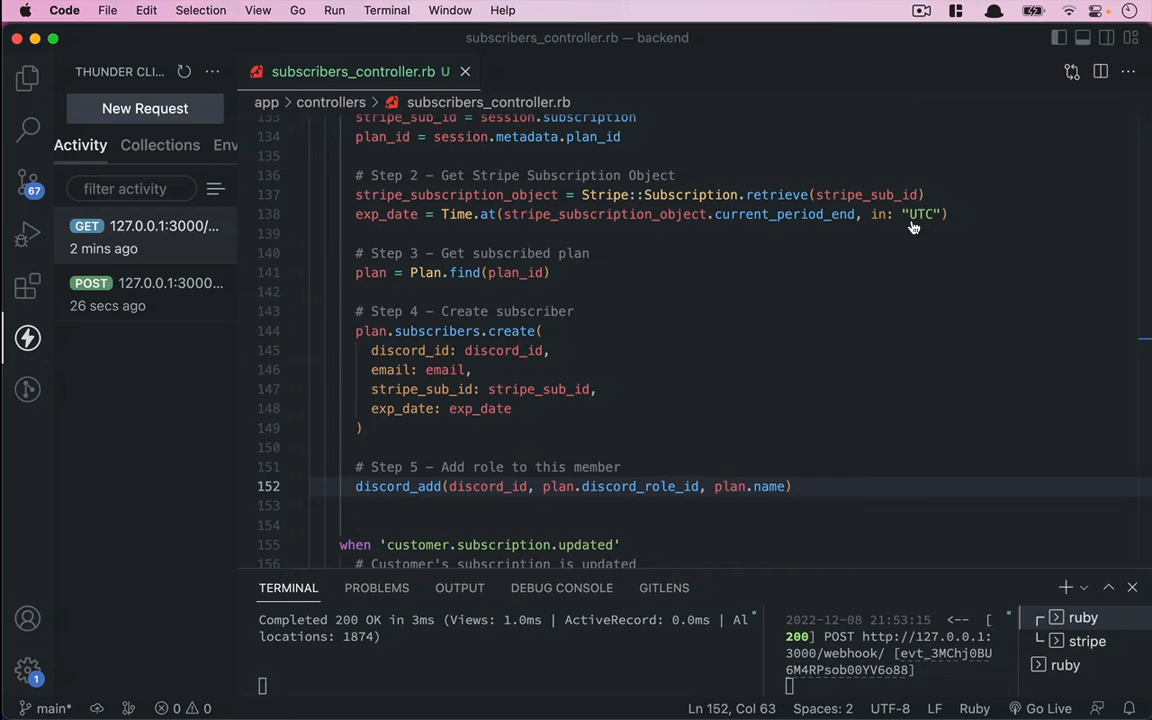 Code File Edit Selection View Go Run Terminal Window Help
subscribers_controller.rb — backend
THUNDER CLI... ...
New Request
Activity Collections Env
filter activity
67
GET 127.0.0.1:3000/...
2 mins ago
POST 127.0.0.1:3000...
26 secs ago
1
subscribers_controller.rb U
app > controllers > subscribers_controller.rb
133 stripe_sub_id = session.subscription
134 plan_id = session.metadata.plan_id
135
136 # Step 2 – Get Stripe Subscription Object
137 stripe_subscription_object = Stripe::Subscription.retrieve(stripe_sub_id)
138 exp_date = Time.at(stripe_subscription_object.current_period_end, in: "UTC")
139
140 # Step 3 – Get subscribed plan
141 plan = Plan.find(plan_id)
142
143 # Step 4 – Create subscriber
144 plan.subscribers.create(
145 discord_id: discord_id,
146 email: email,
147 stripe_sub_id: stripe_sub_id,
148 exp_date: exp_date
149 )
150
151 # Step 5 – Add role to this member
152 discord_add(discord_id, plan.discord_role_id, plan.name)
153
154
155 when 'customer.subscription.updated'
156 # Customer's subscription is updated
TERMINAL PROBLEMS OUTPUT DEBUG CONSOLE GITLENS
Completed 200 OK in 3ms (Views: 1.0ms | ActiveRecord: 0.0ms | Al
locations: 1874)
2022-12-08 21:53:15 <-- [
200] POST http://127.0.0.1:
3000/webhook/ [evt_3MChj0BU
6M4RPsob00YV6o88]
ruby
stripe
ruby
main* 0 0 Ln 152, Col 63 Spaces: 2 UTF-8 LF Ruby Go Live